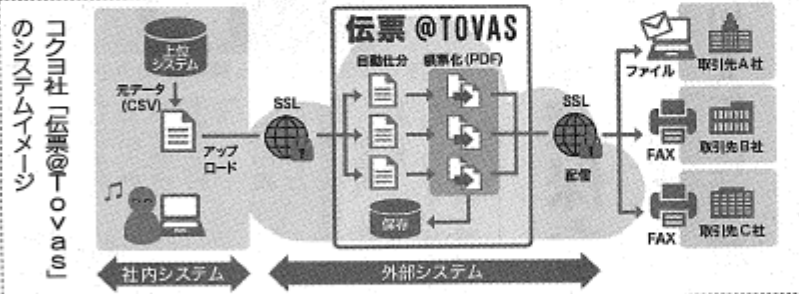 コクヨ社「伝票@Tovas」
のシステムイメージ
上位
システム
元データ
(CSV)
アップ
ロード
SSL
伝票@TOVAS
自動仕分
帳票化(PDF)
保存
SSL
配信
ファイル
取引先A社
FAX
取引先B社
FAX
取引先C社
社内システム
外部システム